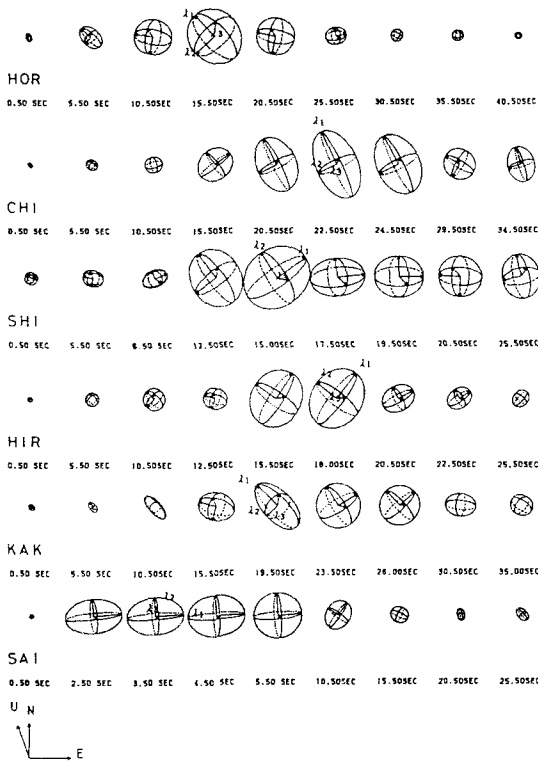 λ1
λ2 3
HOR
0.50 SEC 5.50 SEC 10.50SEC 15.50SEC 20.50SEC 25.50SEC 30.50SEC 35.50SEC 40.50SEC
λ1
λ2 λ3
CHI
0.50 SEC 5.50 SEC 10.50SEC 15.50SEC 20.50SEC 22.50SEC 24.50SEC 29.50SEC 34.50SEC
λ2 λ1
λ3
SHI
0.50 SEC 5.50 SEC 8.50 SEC 12.50SEC 15.00SEC 17.50SEC 19.50SEC 20.50SEC 25.50SEC
λ2 λ1
HIR
0.50 SEC 5.50 SEC 10.50SEC 12.50SEC 15.50SEC 18.00SEC 20.50SEC 22.50SEC 25.50SEC
λ1
λ2 λ3
KAK
0.50 SEC 5.50 SEC 10.50SEC 15.50SEC 19.50SEC 23.50SEC 26.00SEC 30.50SEC 35.00SEC
λ2
λ1
SAI
0.50 SEC 2.50 SEC 3.50 SEC 4.50 SEC 5.50 SEC 10.50SEC 15.50SEC 20.50SEC 25.50SEC
U N
E